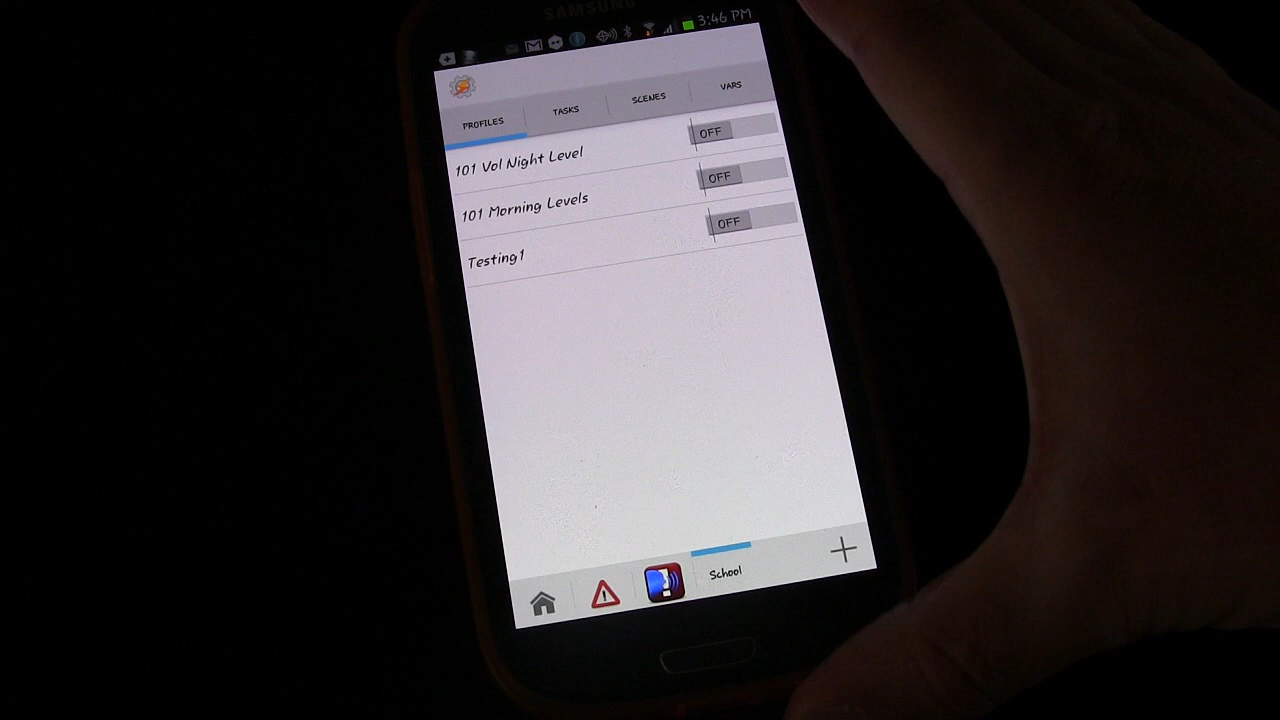 SAMSUNG
3:46 PM
PROFILES
TASKS
SCENES
VARS
101 Vol Night Level
OFF
101 Morning Levels
OFF
Testing1
OFF
School